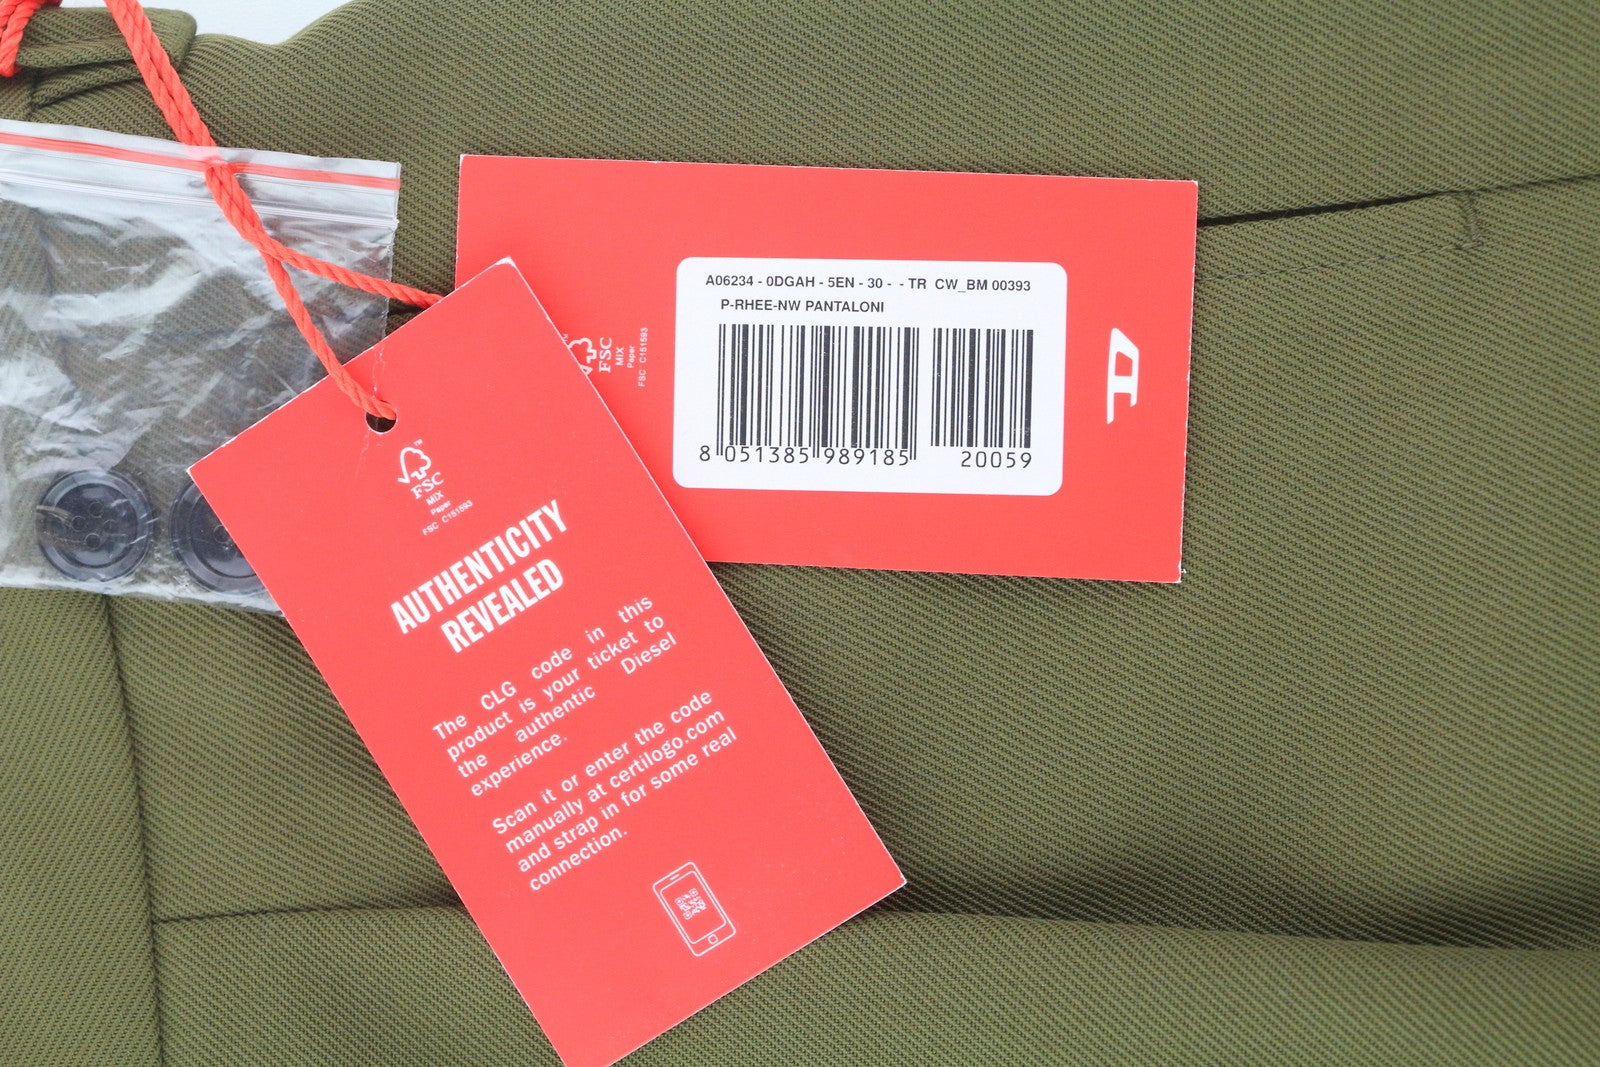 A06234 - 0DGAH - 5EN - 30 - - TR CW_BM 00393
P-RHEE-NW PANTALONI
8 051385 989185 20059
FSC
MIX
Paper
FSC C151593
FSC
MIX
Paper
FSC C151593
AUTHENTICITY
REVEALED
The CLG code in this
product is your ticket to
the authentic Diesel
experience.
Scan it or enter the code
manually at certilogo.com
and strap in for some real
connection.